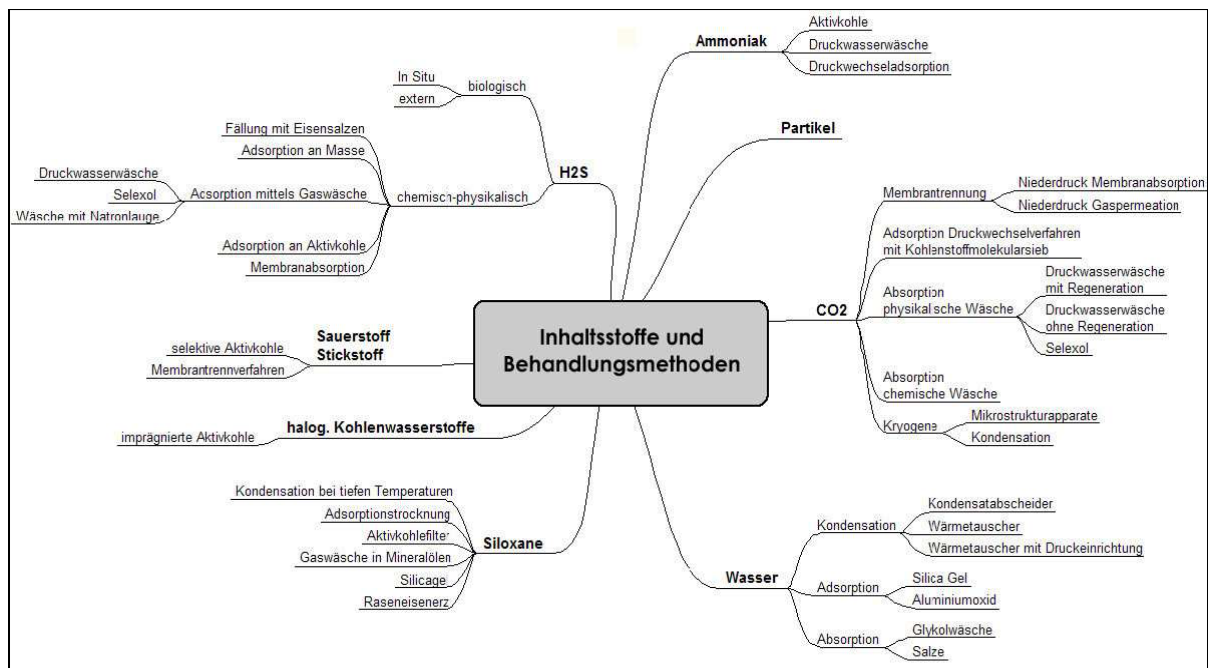 Inhaltsstoffe und
Behandlungsmethoden
Ammoniak
Aktivkohle
Druckwasserwäsche
Druckwechseladsorption
Partikel
CO2
Membrantrennung
Niederdruck Membranabsorption
Niederdruck Gaspermeation
Adsorption Druckwechselverfahren
mit Kohlenstoffmolekularsieb
Absorption
physikalische Wäsche
Druckwasserwäsche
mit Regeneration
Druckwasserwäsche
ohne Regeneration
Selexol
Absorption
chemische Wäsche
Kryogene
Mikrostrukturapparate
Kondensation
Wasser
Kondensation
Kondensatabscheider
Wärmetauscher
Wärmetauscher mit Druckeinrichtung
Adsorption
Silica Gel
Aluminiumoxid
Absorption
Glykolwäsche
Salze
H2S
biologisch
In Situ
extern
chemisch-physikalisch
Fällung mit Eisensalzen
Adsorption an Masse
Acsorption mittels Gaswäsche
Druckwasserwäsche
Selexol
Wäsche mit Natronlauge
Adsorption an Aktivkohle
Membranabsorption
Sauerstoff
Stickstoff
selektive Aktivkohle
Membrantrennverfahren
halog. Kohlenwasserstoffe
imprägnierte Aktivkohle
Siloxane
Kondensation bei tiefen Temperaturen
Adsorptionstrocknung
Aktivkohlefilter
Gaswäsche in Mineralölen
Silicage
Raseneisenerz